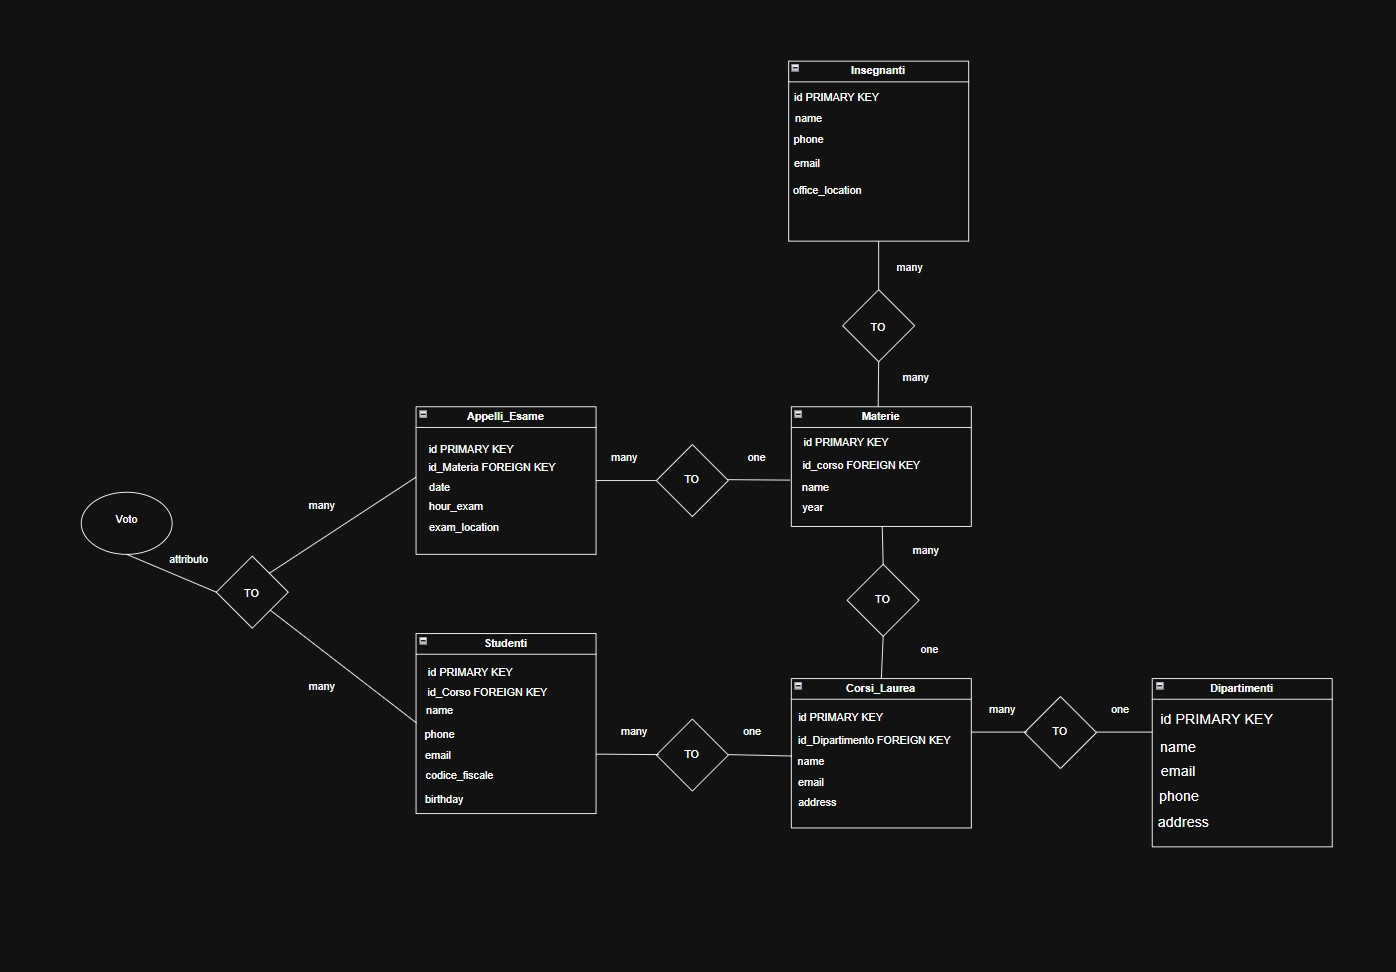 Insegnanti
id PRIMARY KEY
name
phone
email
office_location
many
TO
many
Appelli_Esame
id PRIMARY KEY
id_Materia FOREIGN KEY
date
hour_exam
exam_location
many
TO
one
Materie
id PRIMARY KEY
id_corso FOREIGN KEY
name
year
Voto
attributo
many
TO
many
many
TO
one
Studenti
id PRIMARY KEY
id_Corso FOREIGN KEY
name
phone
email
codice_fiscale
birthday
many
TO
one
Corsi_Laurea
id PRIMARY KEY
id_Dipartimento FOREIGN KEY
name
email
address
many
TO
one
Dipartimenti
id PRIMARY KEY
name
email
phone
address